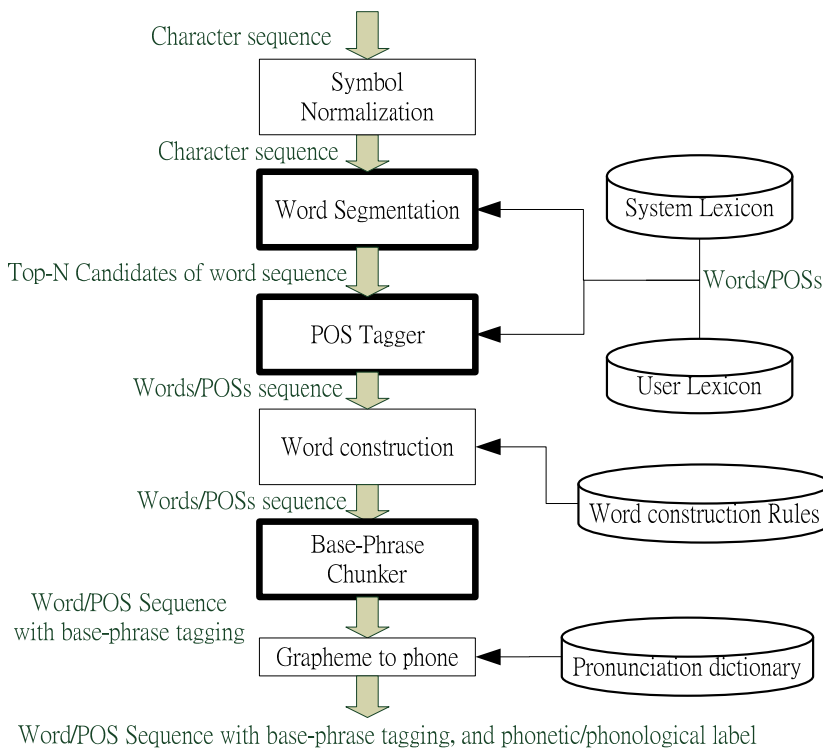 Character sequence
Symbol
Normalization
Character sequence
Word Segmentation
System Lexicon
Top-N Candidates of word sequence
Words/POSs
POS Tagger
User Lexicon
Words/POSs sequence
Word construction
Words/POSs sequence
Word construction Rules
Base-Phrase
Chunker
Word/POS Sequence
with base-phrase tagging
Grapheme to phone
Pronunciation dictionary
Word/POS Sequence with base-phrase tagging, and phonetic/phonological label